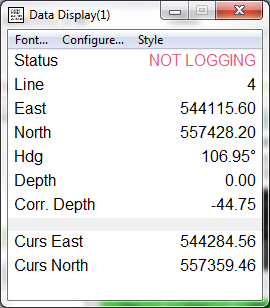 Data Display(1)
Font... Configure... Style
Status NOT LOGGING
Line 4
East 544115.60
North 557428.20
Hdg 106.95°
Depth 0.00
Corr. Depth -44.75
Curs East 544284.56
Curs North 557359.46